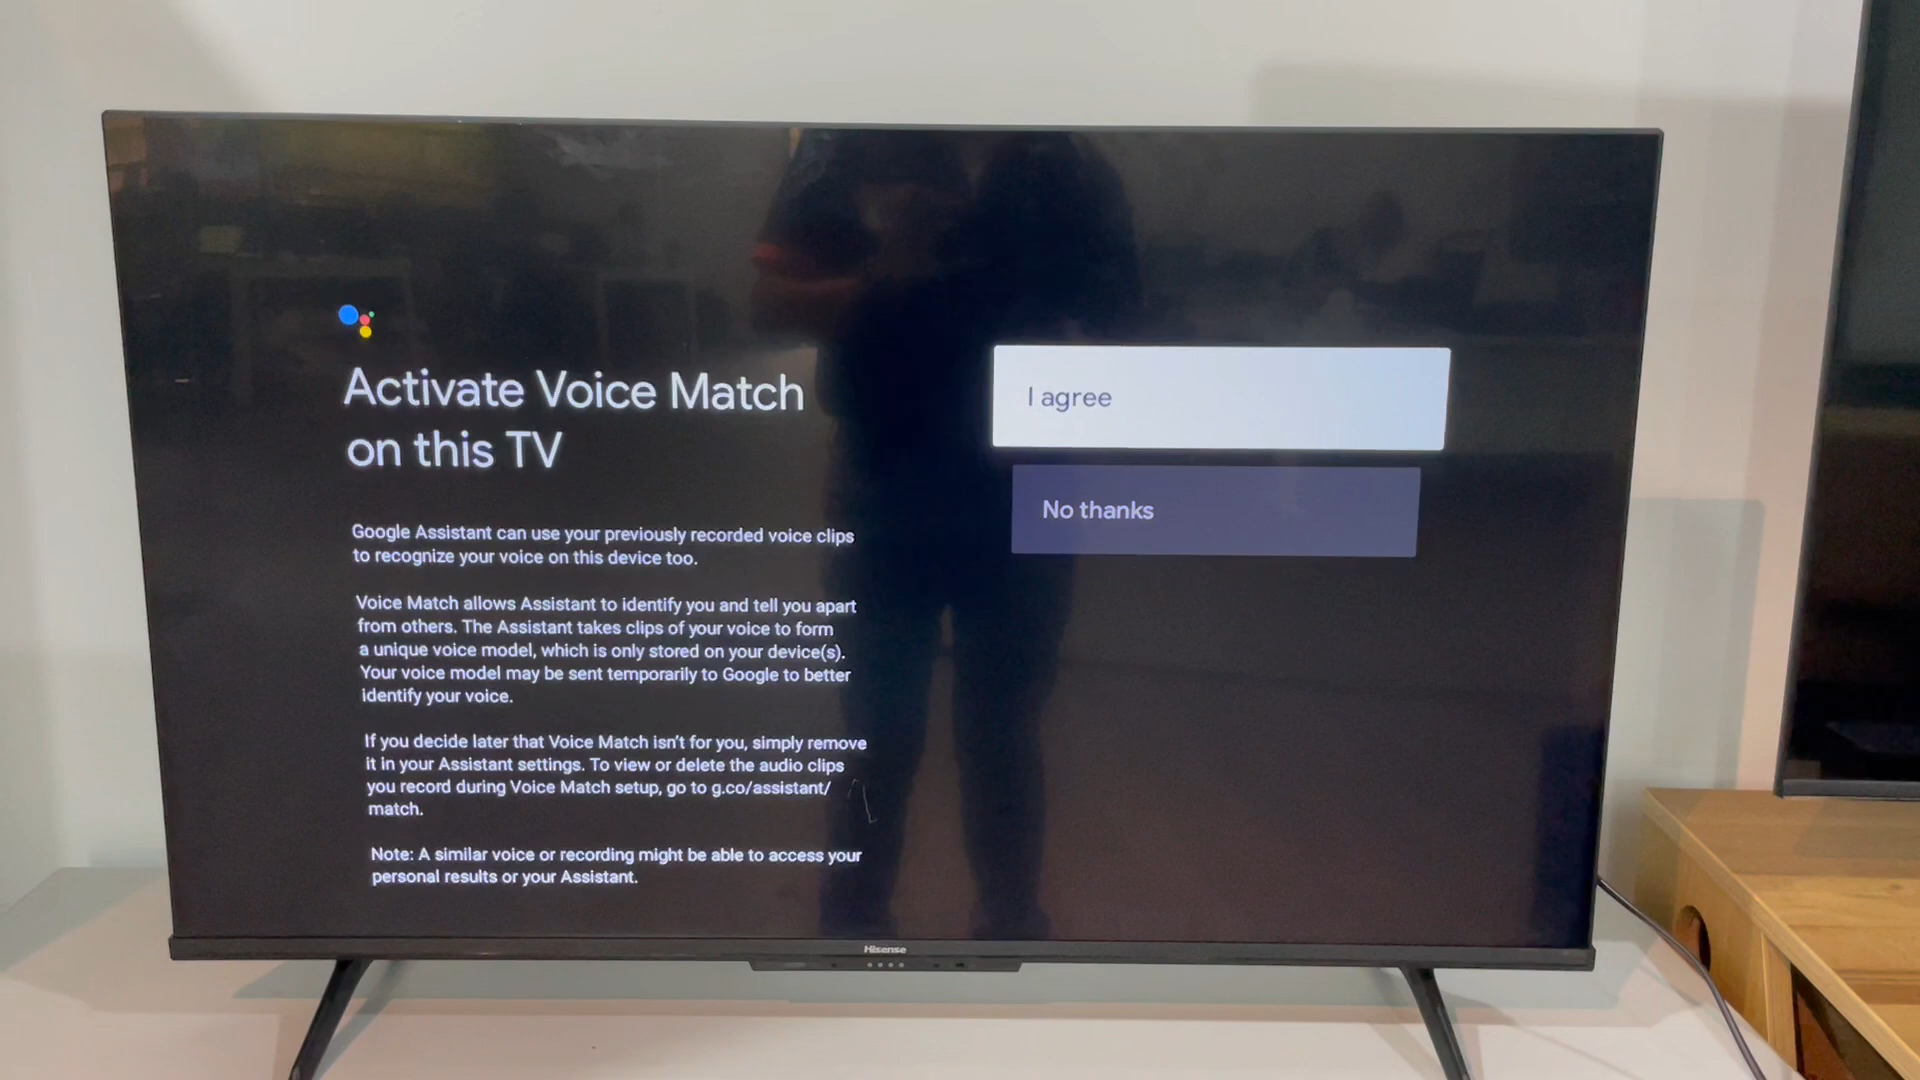 Activate Voice Match
on this TV
Google Assistant can use your previously recorded voice clips
to recognize your voice on this device too.
Voice Match allows Assistant to identify you and tell you apart
from others. The Assistant takes clips of your voice to form
a unique voice model, which is only stored on your device(s).
Your voice model may be sent temporarily to Google to better
identify your voice.
If you decide later that Voice Match isn't for you, simply remove
it in your Assistant settings. To view or delete the audio clips
you record during Voice Match setup, go to g.co/assistant/
match.
Note: A similar voice or recording might be able to access your
personal results or your Assistant.
I agree
No thanks
Hisense